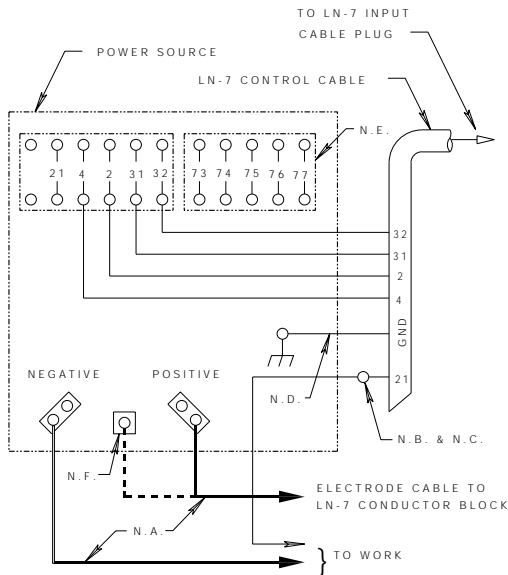 TO LN-7 INPUT
CABLE PLUG
POWER SOURCE
LN-7 CONTROL CABLE
N.E.
21 4 2 31 32 73 74 75 76 77
32
31
2
4
GND
21
NEGATIVE POSITIVE
N.D.
N.B. & N.C.
N.F.
ELECTRODE CABLE TO
LN-7 CONDUCTOR BLOCK
N.A.
} TO WORK